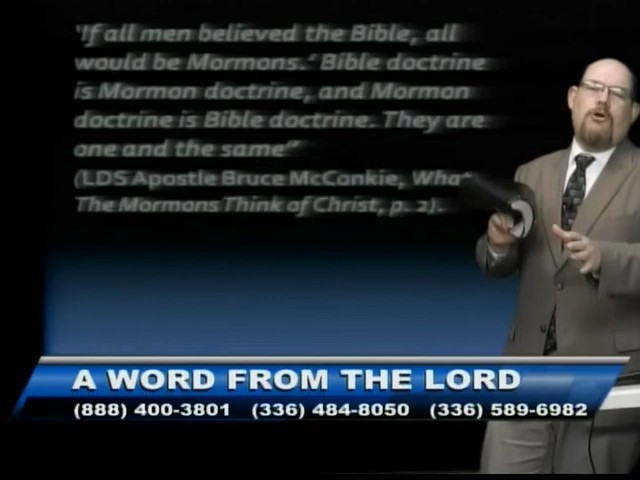 'If all men believed the Bible, all
would be Mormons.' Bible doctrine
is Mormon doctrine, and Mormon
doctrine is Bible doctrine. They are
one and the same"
(LDS Apostle Bruce McConkie, What
The Mormons Think of Christ, p. 2).
A WORD FROM THE LORD
(888) 400-3801 (336) 484-8050 (336) 589-6982